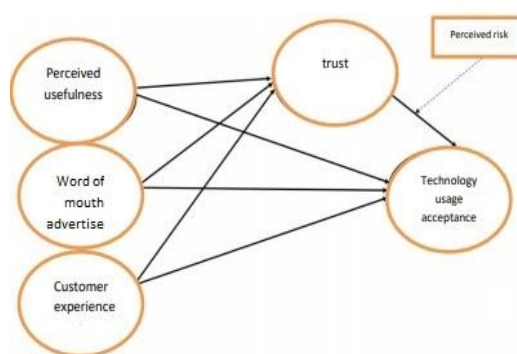 Perceived risk
trust
Perceived
usefulness
Word of
mouth
advertise
Technology
usage
acceptance
Customer
experience